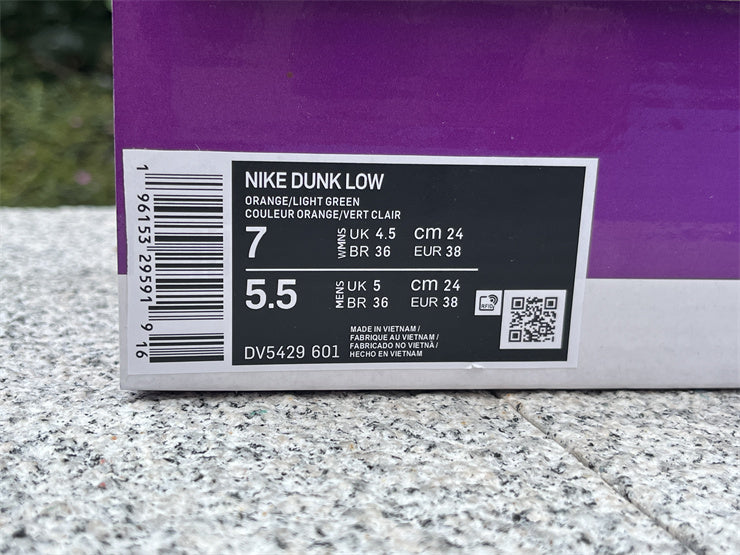 NIKE DUNK LOW
ORANGE/LIGHT GREEN
COULEUR ORANGE/VERT CLAIR
7 WMNS UK 4.5 cm 24
BR 36 EUR 38
5.5 MENS UK 5 cm 24
BR 36 EUR 38
RFID
MADE IN VIETNAM /
FABRIQUE AU VIETNAM /
FABRICADO NO VIETNÃ /
HECHO EN VIETNAM
DV5429 601
1 96153 29591 9 16